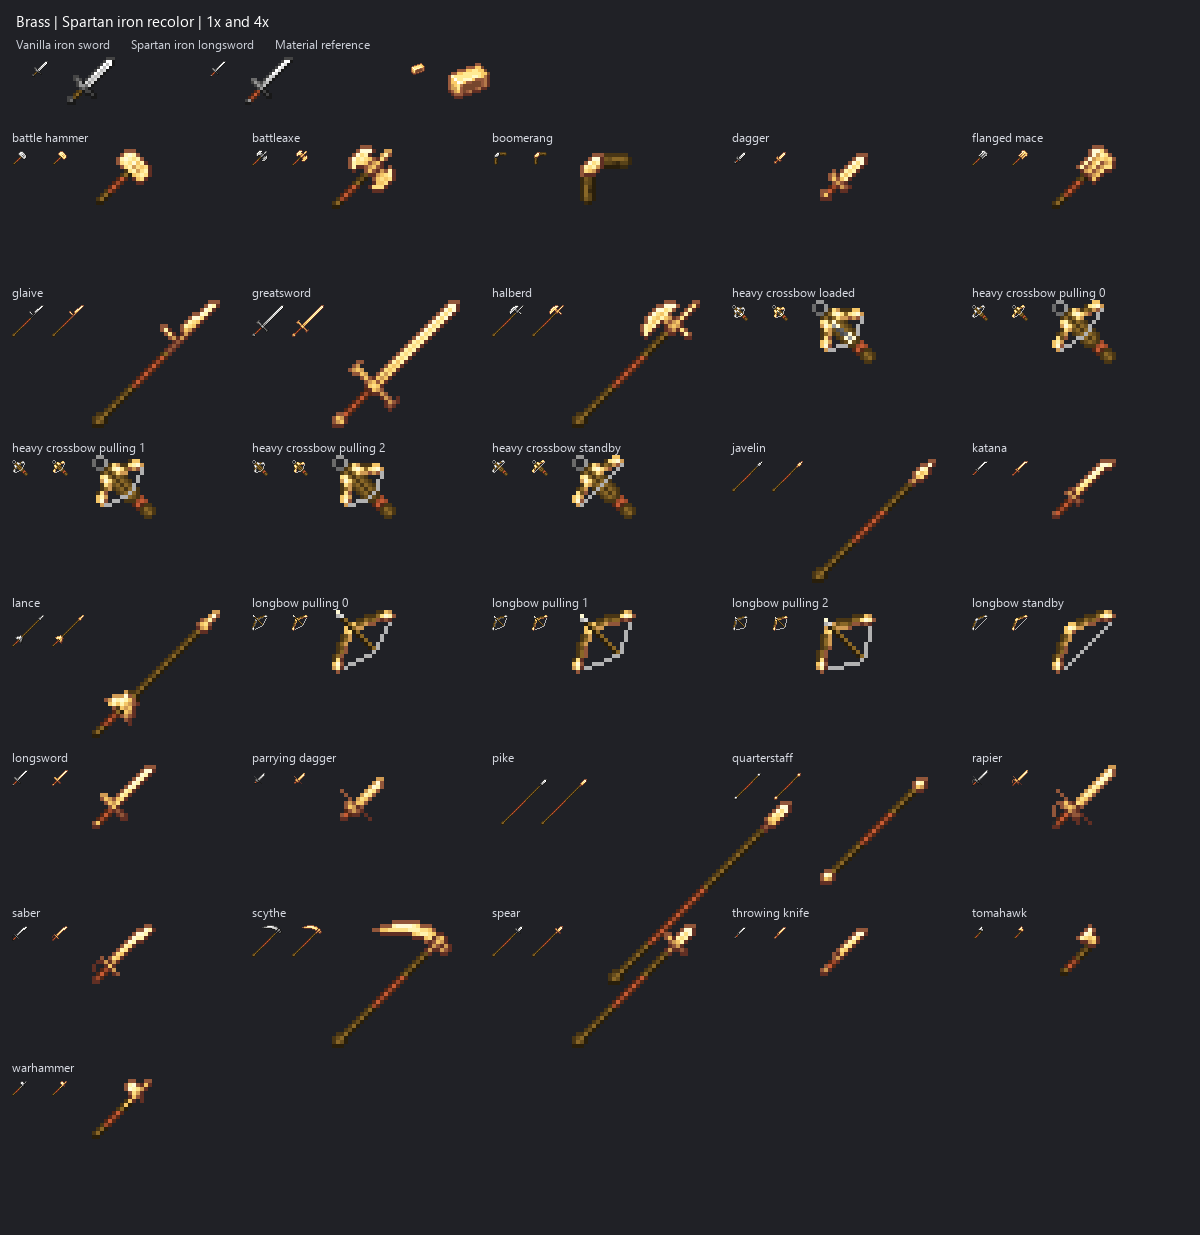 Brass | Spartan iron recolor | 1x and 4x
Vanilla iron sword Spartan iron longsword Material reference
battle hammer battleaxe boomerang dagger flanged mace
glaive greatsword halberd heavy crossbow loaded heavy crossbow pulling 0
heavy crossbow pulling 1 heavy crossbow pulling 2 heavy crossbow standby javelin katana
lance longbow pulling 0 longbow pulling 1 longbow pulling 2 longbow standby
longsword parrying dagger pike quarterstaff rapier
saber scythe spear throwing knife tomahawk
warhammer